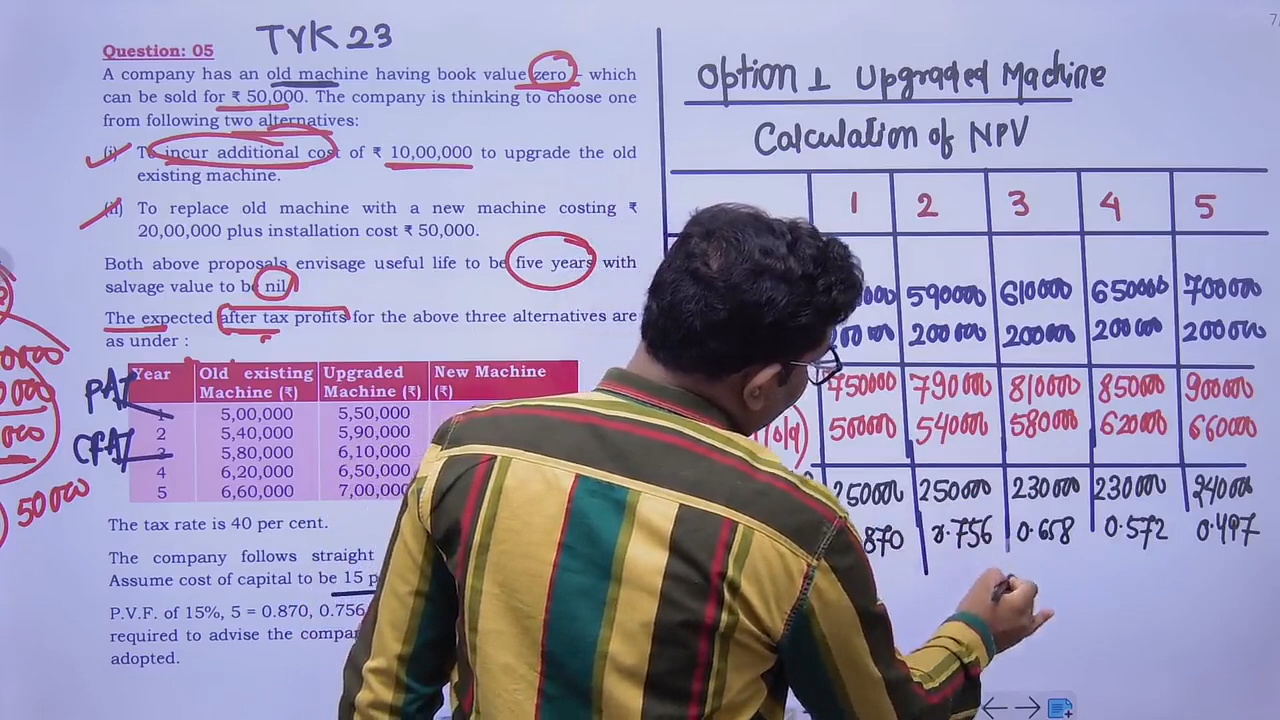 TYK 23
Question: 05
A company has an old machine having book value zero - which
can be sold for ₹ 50,000. The company is thinking to choose one
from following two alternatives:
(i) To incur additional cost of ₹ 10,00,000 to upgrade the old
existing machine.
(ii) To replace old machine with a new machine costing ₹
20,00,000 plus installation cost ₹ 50,000.
Both above proposals envisage useful life to be five years with
salvage value to be nil.
The expected after tax profits for the above three alternatives are
as under :
Year Old existing Machine (₹) Upgraded Machine (₹) New Machine (₹)
1 5,00,000 5,50,000
2 5,40,000 5,90,000
3 5,80,000 6,10,000
4 6,20,000 6,50,000
5 6,60,000 7,00,000
PAT
CFAT
50000
The tax rate is 40 per cent.
The company follows straight
Assume cost of capital to be 15 p
P.V.F. of 15%, 5 = 0.870, 0.756
required to advise the compa
adopted.
Option 1 Upgraded Machine
Calculation of NPV
1 2 3 4 5
590000 610000 650000 700000
200000 200000 200000 200000
750000 790000 810000 850000 900000
500000 540000 580000 620000 660000
250000 250000 230000 230000 240000
870 0.756 0.658 0.572 0.497